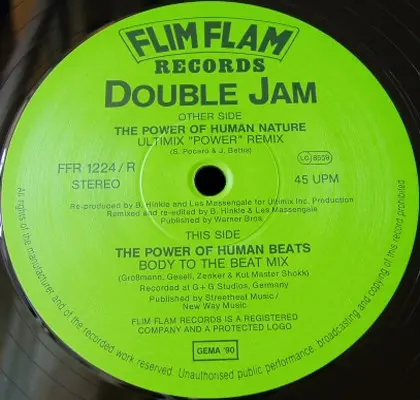 FLIM FLAM
RECORDS
DOUBLE JAM
OTHER SIDE
THE POWER OF HUMAN NATURE
ULTIMIX "POWER" REMIX
(S. Pocaro & J. Bettis)
FFR 1224/R
STEREO
LC 8559
45 UPM
Re-produced by B. Hinkle and Les Massengale for Ultimix Inc. Production
Remixed and re-edited by B. Hinkle & Les Massengale
Published by Warner Bros.
THIS SIDE
THE POWER OF HUMAN BEATS
BODY TO THE BEAT MIX
(Großmann, Gesell, Zenker & Kut Master Shokk)
Recorded at G + G Studios, Germany
Published by Streetheat Music /
New Way Music
FLIM FLAM RECORDS IS A REGISTERED
COMPANY AND A PROTECTED LOGO
GEMA '90
All rights of the manufacturer and of the owner of the recorded work reserved. Unauthorised public performance, broadcasting and copying of this record prohibited.